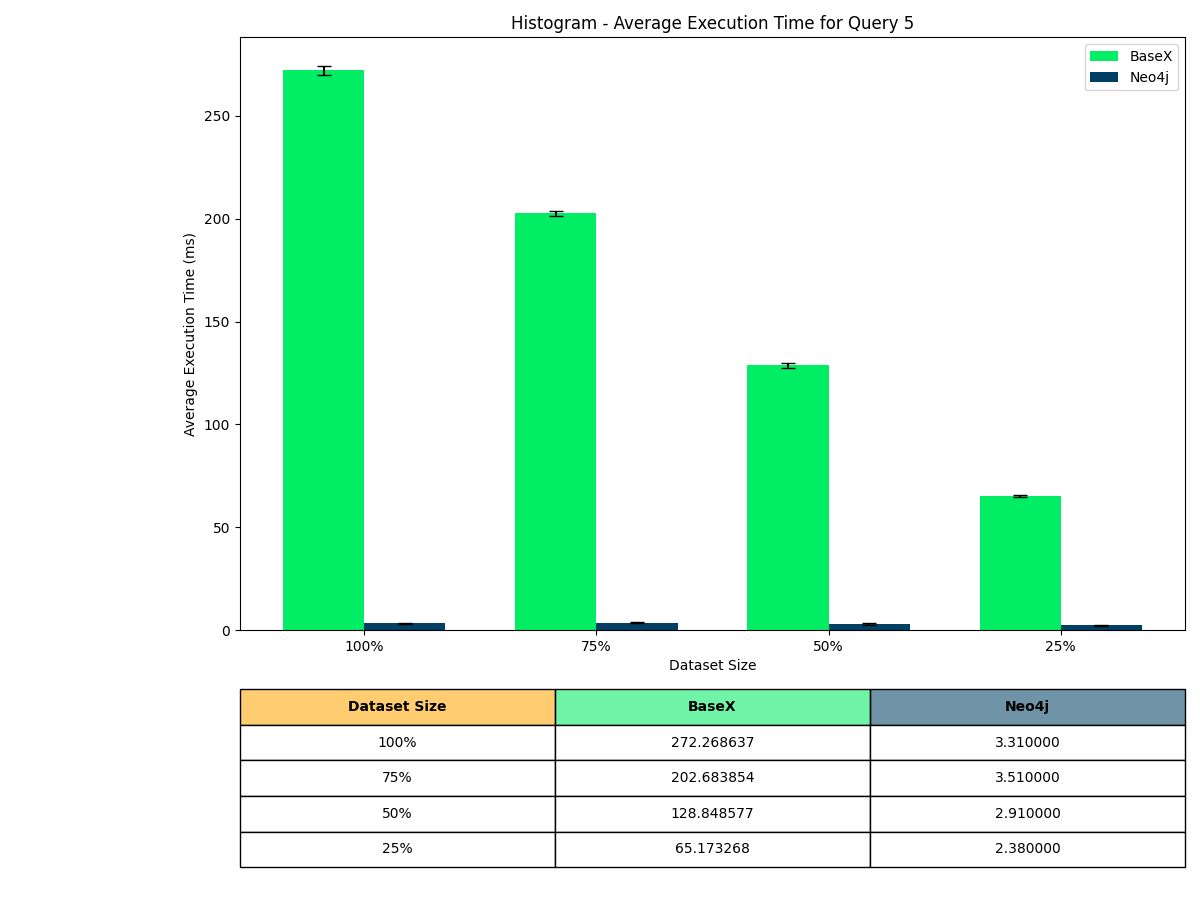 Histogram - Average Execution Time for Query 5
BaseX
Neo4j
Average Execution Time (ms)
250
200
150
100
50
0
100% 75% 50% 25%
Dataset Size
Dataset Size BaseX Neo4j
100% 272.268637 3.310000
75% 202.683854 3.510000
50% 128.848577 2.910000
25% 65.173268 2.380000